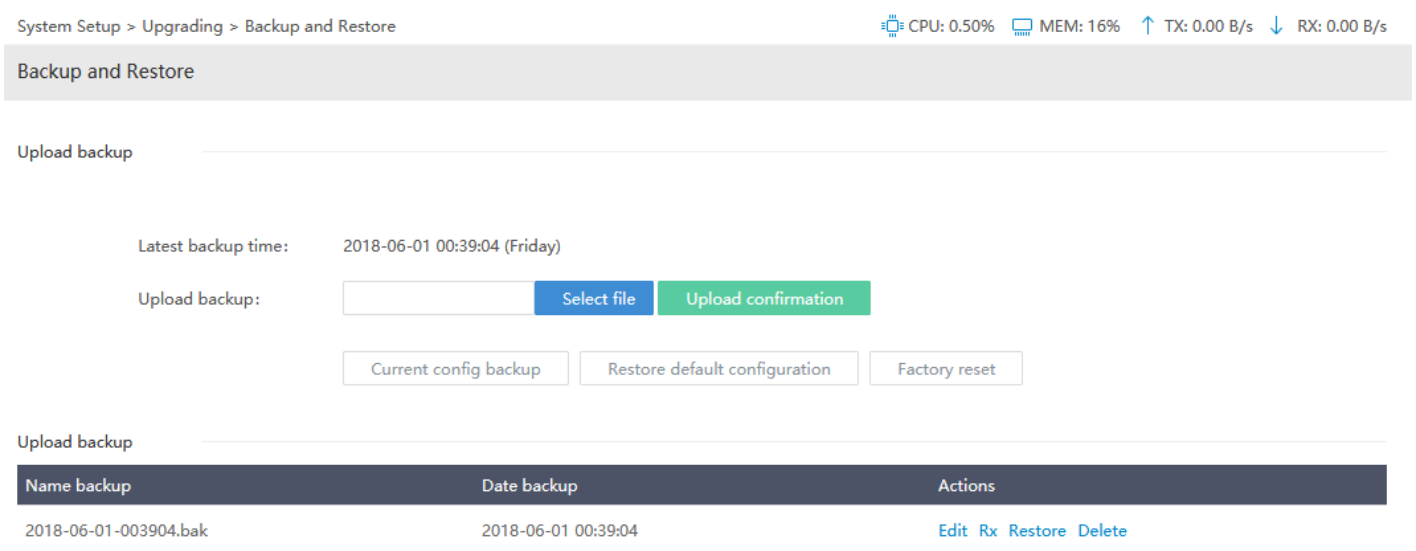 System Setup > Upgrading > Backup and Restore CPU: 0.50% MEM: 16% TX: 0.00 B/s RX: 0.00 B/s
Backup and Restore
Upload backup
Latest backup time: 2018-06-01 00:39:04 (Friday)
Upload backup: Select file Upload confirmation
Current config backup Restore default configuration Factory reset
Upload backup
Name backup Date backup Actions
2018-06-01-003904.bak 2018-06-01 00:39:04 Edit Rx Restore Delete